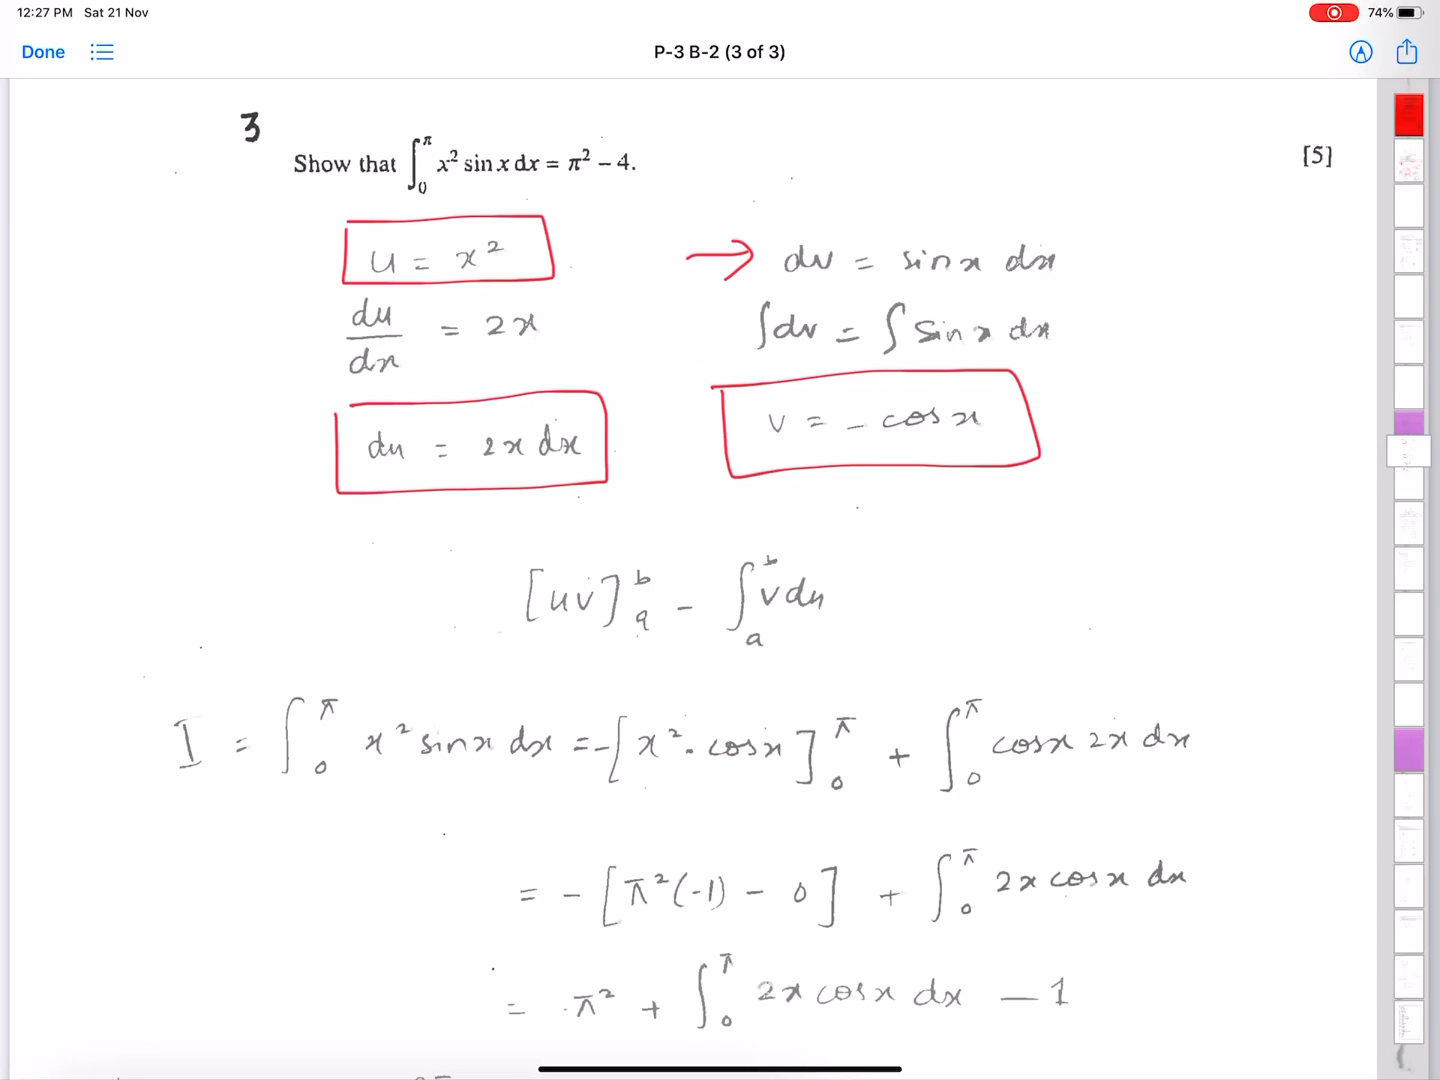 12:27 PM Sat 21 Nov 74%
Done P-3 B-2 (3 of 3)
3
Show that ∫₀^π x² sin x dx = π² – 4. [5]
u = x² → dv = sin x dx
du/dx = 2x ∫dv = ∫ sin x dx
du = 2x dx v = - cos x
[uv]ₐᵇ - ∫ₐᵇ v du
I = ∫₀^π x² sin x dx = -[x². cos x]₀^π + ∫₀^π cos x 2x dx
= - [π²(-1) - 0] + ∫₀^π 2x cos x dx
= π² + ∫₀^π 2x cos x dx — 1